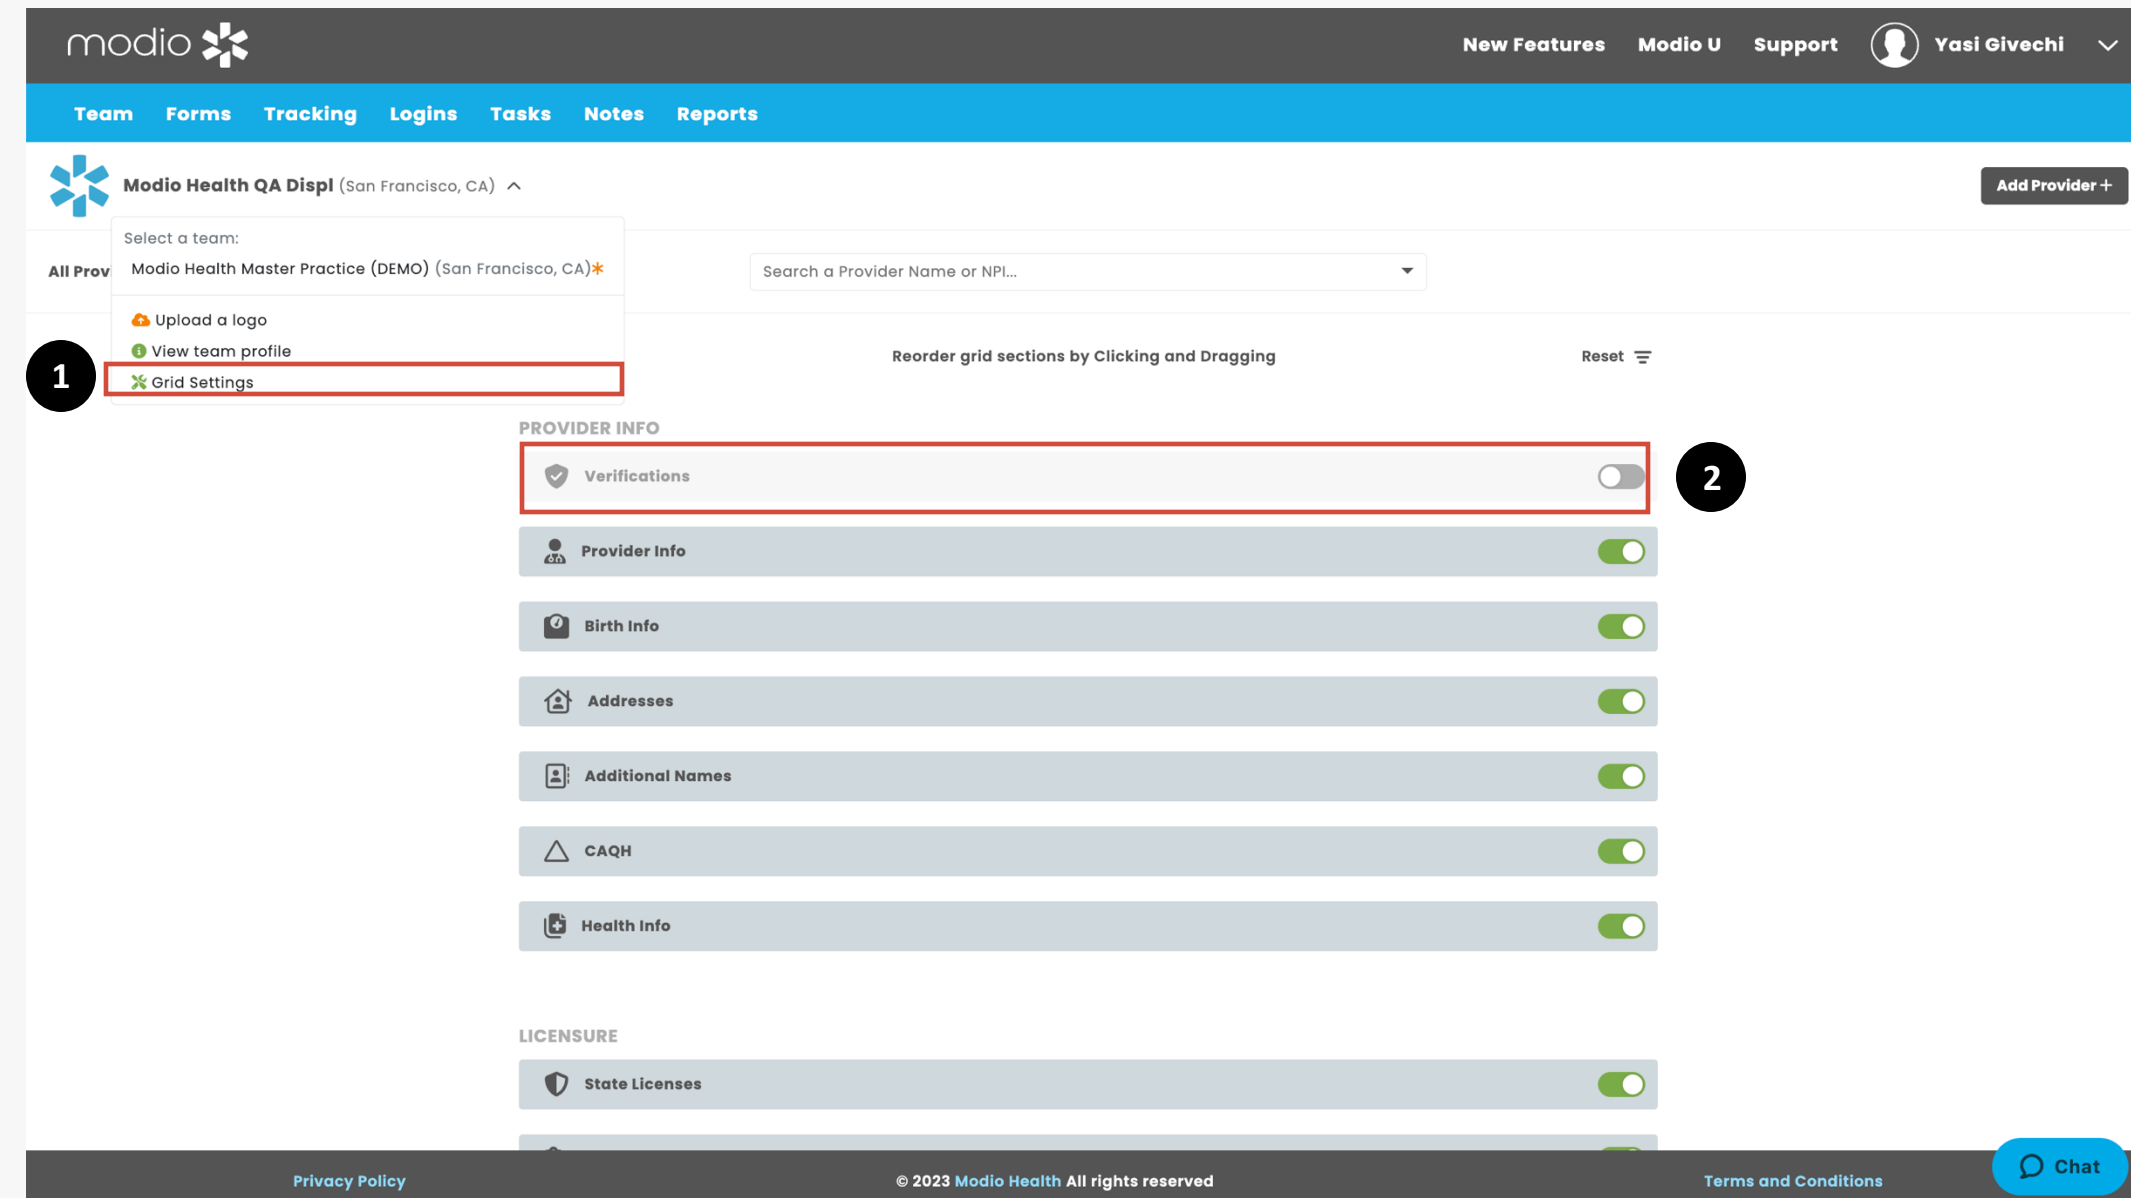 modio
New Features Modio U Support Yasi Givechi
Team Forms Tracking Logins Tasks Notes Reports
Modio Health QA Displ (San Francisco, CA)
Add Provider +
Select a team:
Modio Health Master Practice (DEMO) (San Francisco, CA)*
All Prov
Search a Provider Name or NPI...
Upload a logo
View team profile
1
Grid Settings
Reorder grid sections by Clicking and Dragging
Reset
PROVIDER INFO
Verifications
2
Provider Info
Birth Info
Addresses
Additional Names
CAQH
Health Info
LICENSURE
State Licenses
Privacy Policy
© 2023 Modio Health All rights reserved
Terms and Conditions
Chat